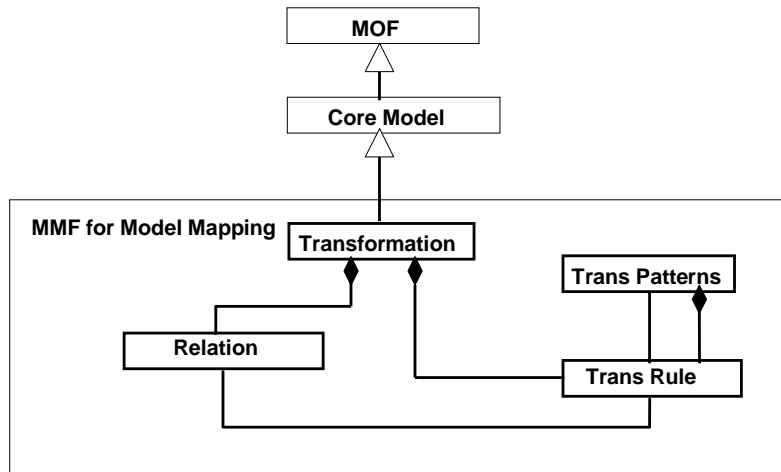 MOF
Core Model
MMF for Model Mapping
Transformation
Trans Patterns
Relation
Trans Rule